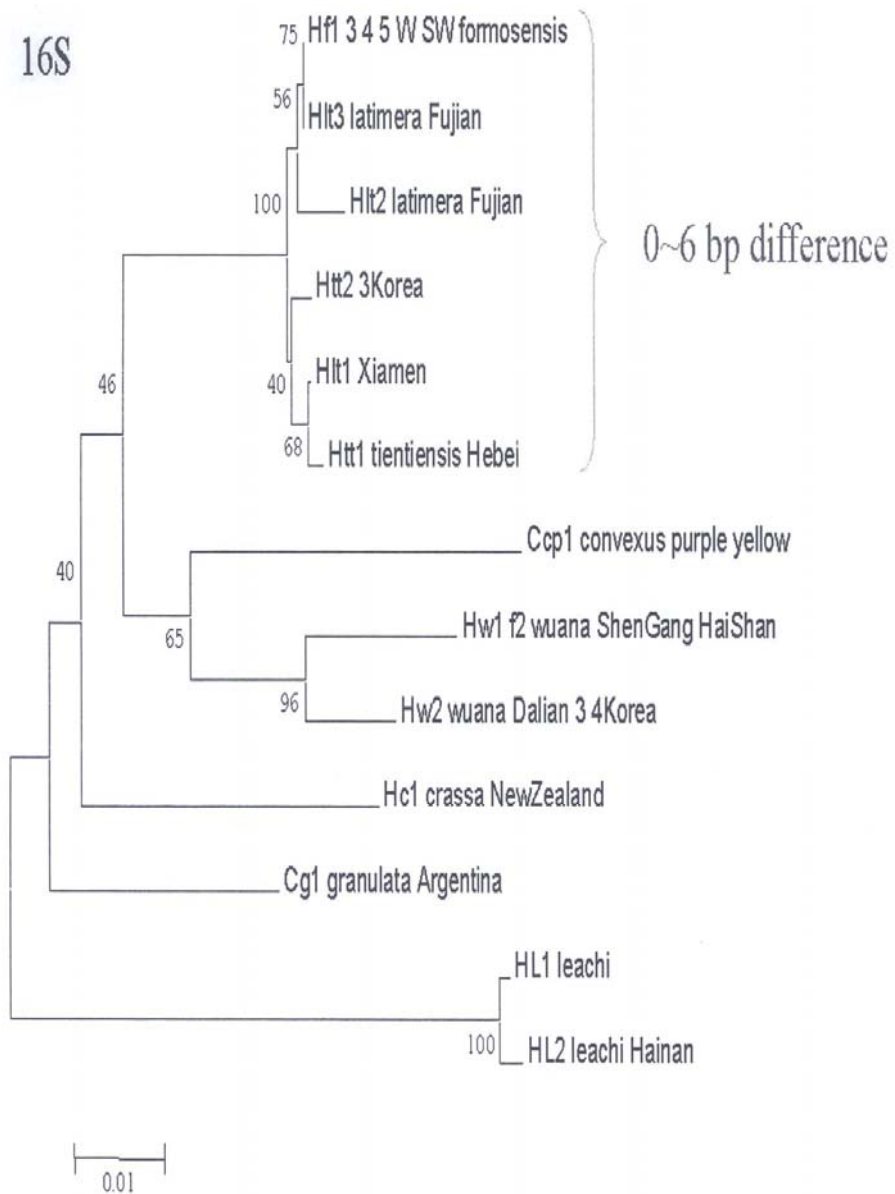 16S
75 Hf1 3 4 5 W SW formosensis
56
Hlt3 latimera Fujian
100
Hlt2 latimera Fujian
0~6 bp difference
Htt2 3Korea
46
40
Hlt1 Xiamen
68
Htt1 tientiensis Hebei
Ccp1 convexus purple yellow
40
65
Hw1 f2 wuana ShenGang HaiShan
96
Hw2 wuana Dalian 3 4Korea
Hc1 crassa NewZealand
Cg1 granulata Argentina
HL1 leachi
100
HL2 leachi Hainan
0.01